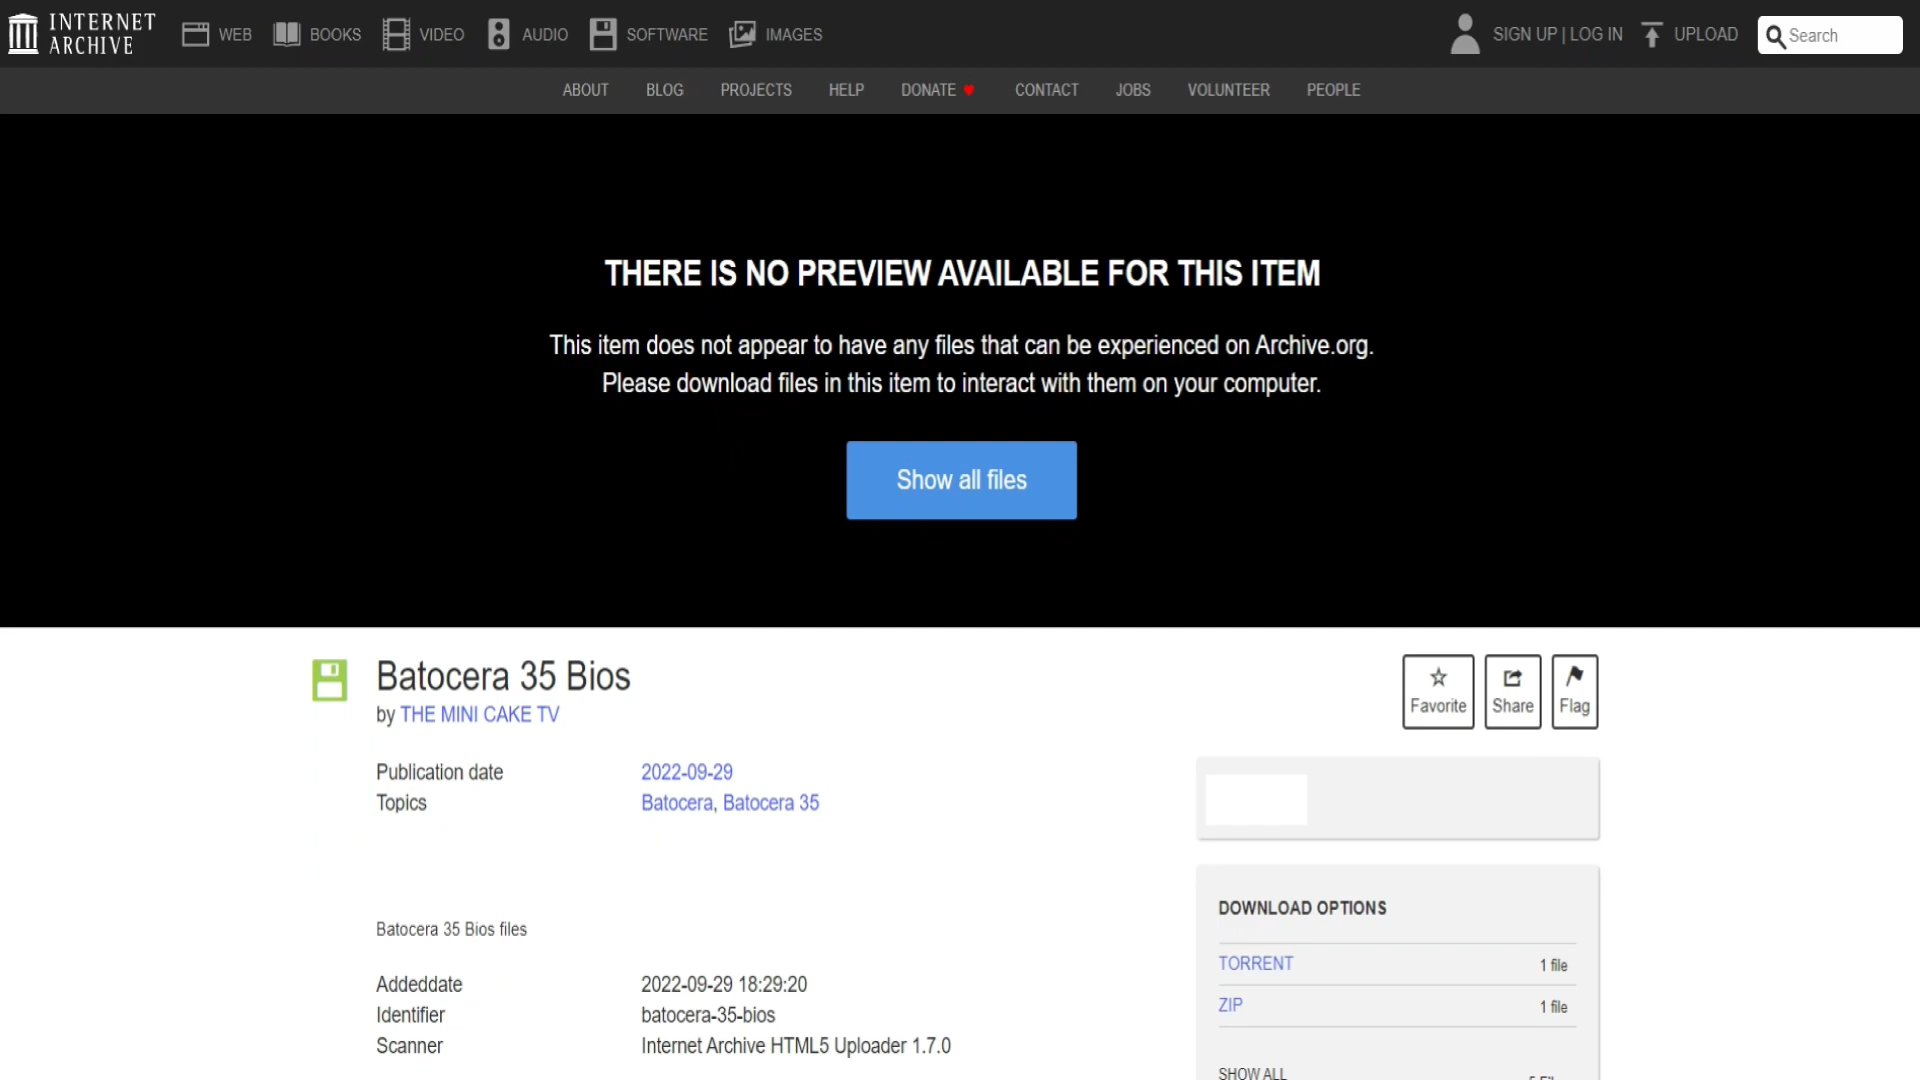 INTERNET ARCHIVE
WEB
BOOKS
VIDEO
AUDIO
SOFTWARE
IMAGES
SIGN UP | LOG IN
UPLOAD
Search
ABOUT
BLOG
PROJECTS
HELP
DONATE
CONTACT
JOBS
VOLUNTEER
PEOPLE
THERE IS NO PREVIEW AVAILABLE FOR THIS ITEM
This item does not appear to have any files that can be experienced on Archive.org.
Please download files in this item to interact with them on your computer.
Show all files
Batocera 35 Bios
by THE MINI CAKE TV
Favorite
Share
Flag
Publication date 2022-09-29
Topics Batocera, Batocera 35
Batocera 35 Bios files
Addeddate 2022-09-29 18:29:20
Identifier batocera-35-bios
Scanner Internet Archive HTML5 Uploader 1.7.0
DOWNLOAD OPTIONS
TORRENT 1 file
ZIP 1 file
SHOW ALL